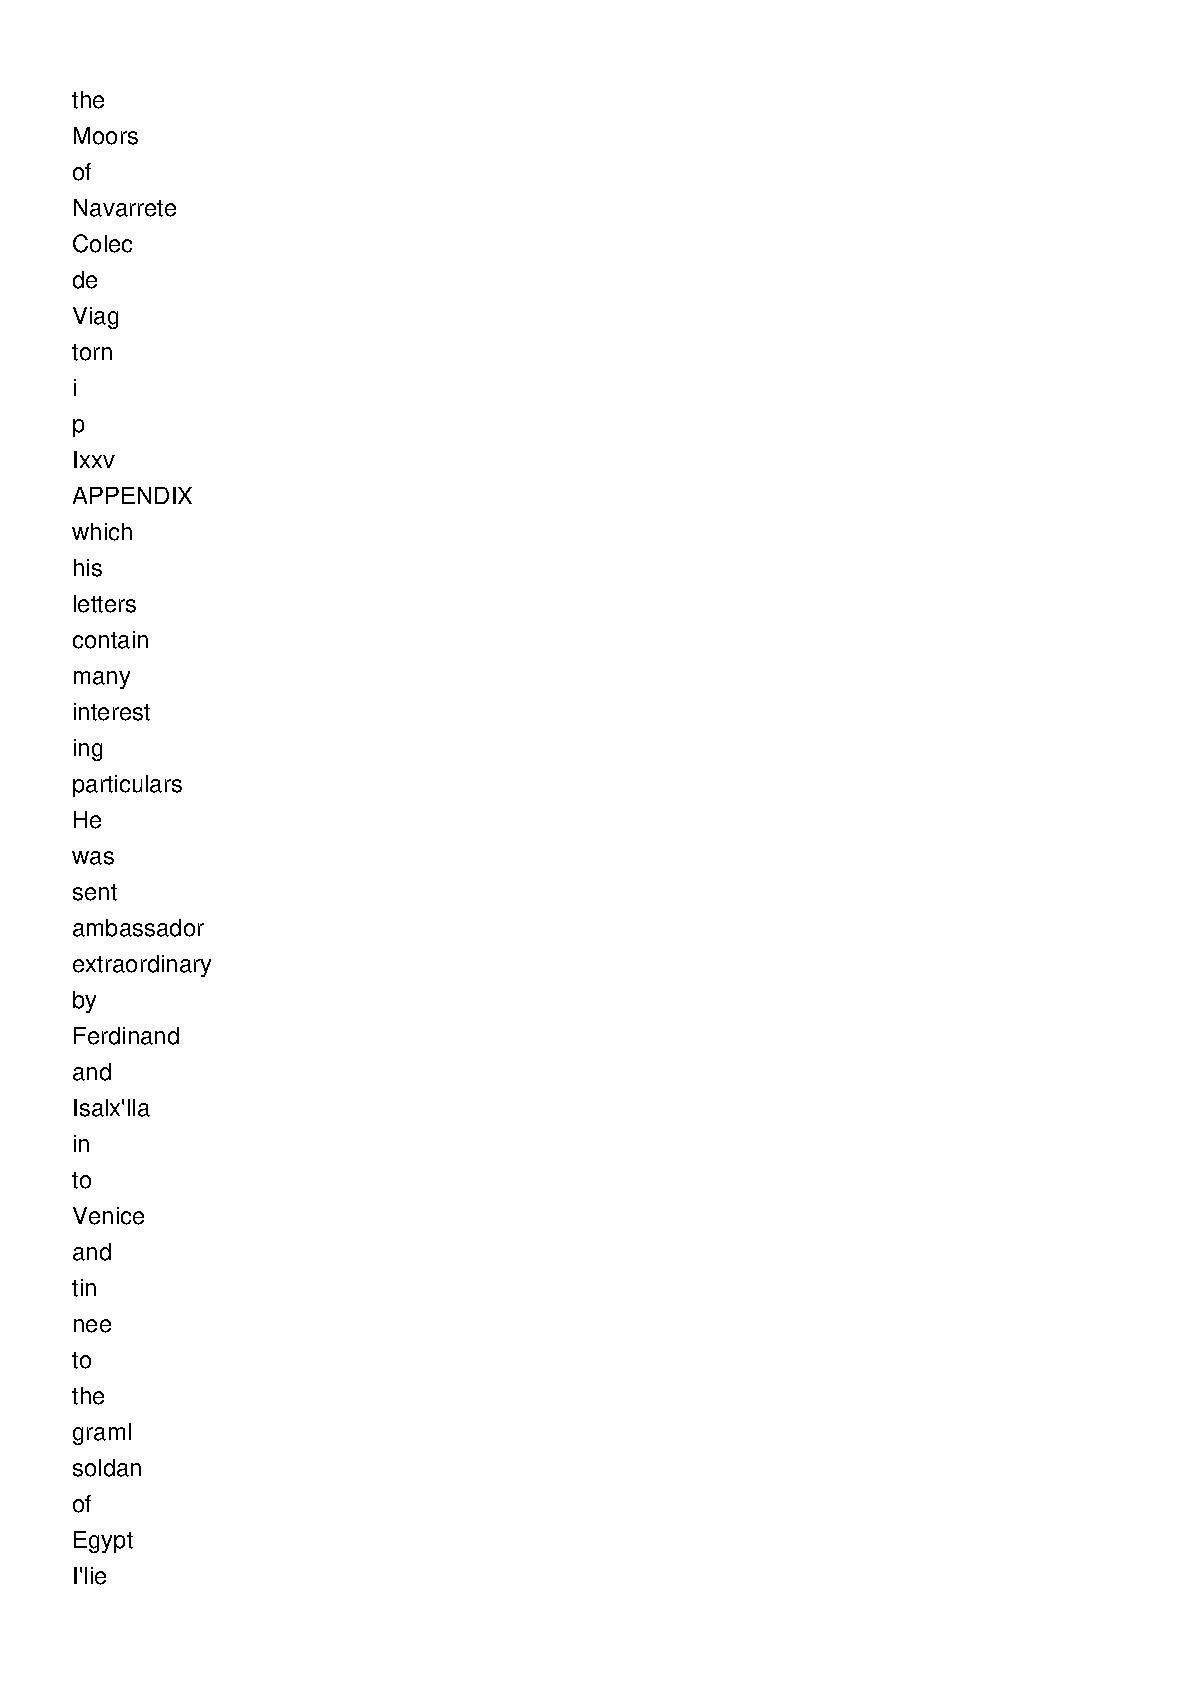 the
Moors
of
Navarrete
Colec
de
Viag
torn
i
p
Ixxv
APPENDIX
which
his
letters
contain
many
interest
ing
particulars
He
was
sent
ambassador
extraordinary
by
Ferdinand
and
Isalx'lla
in
to
Venice
and
tin
nee
to
the
graml
soldan
of
Egypt
I'lie